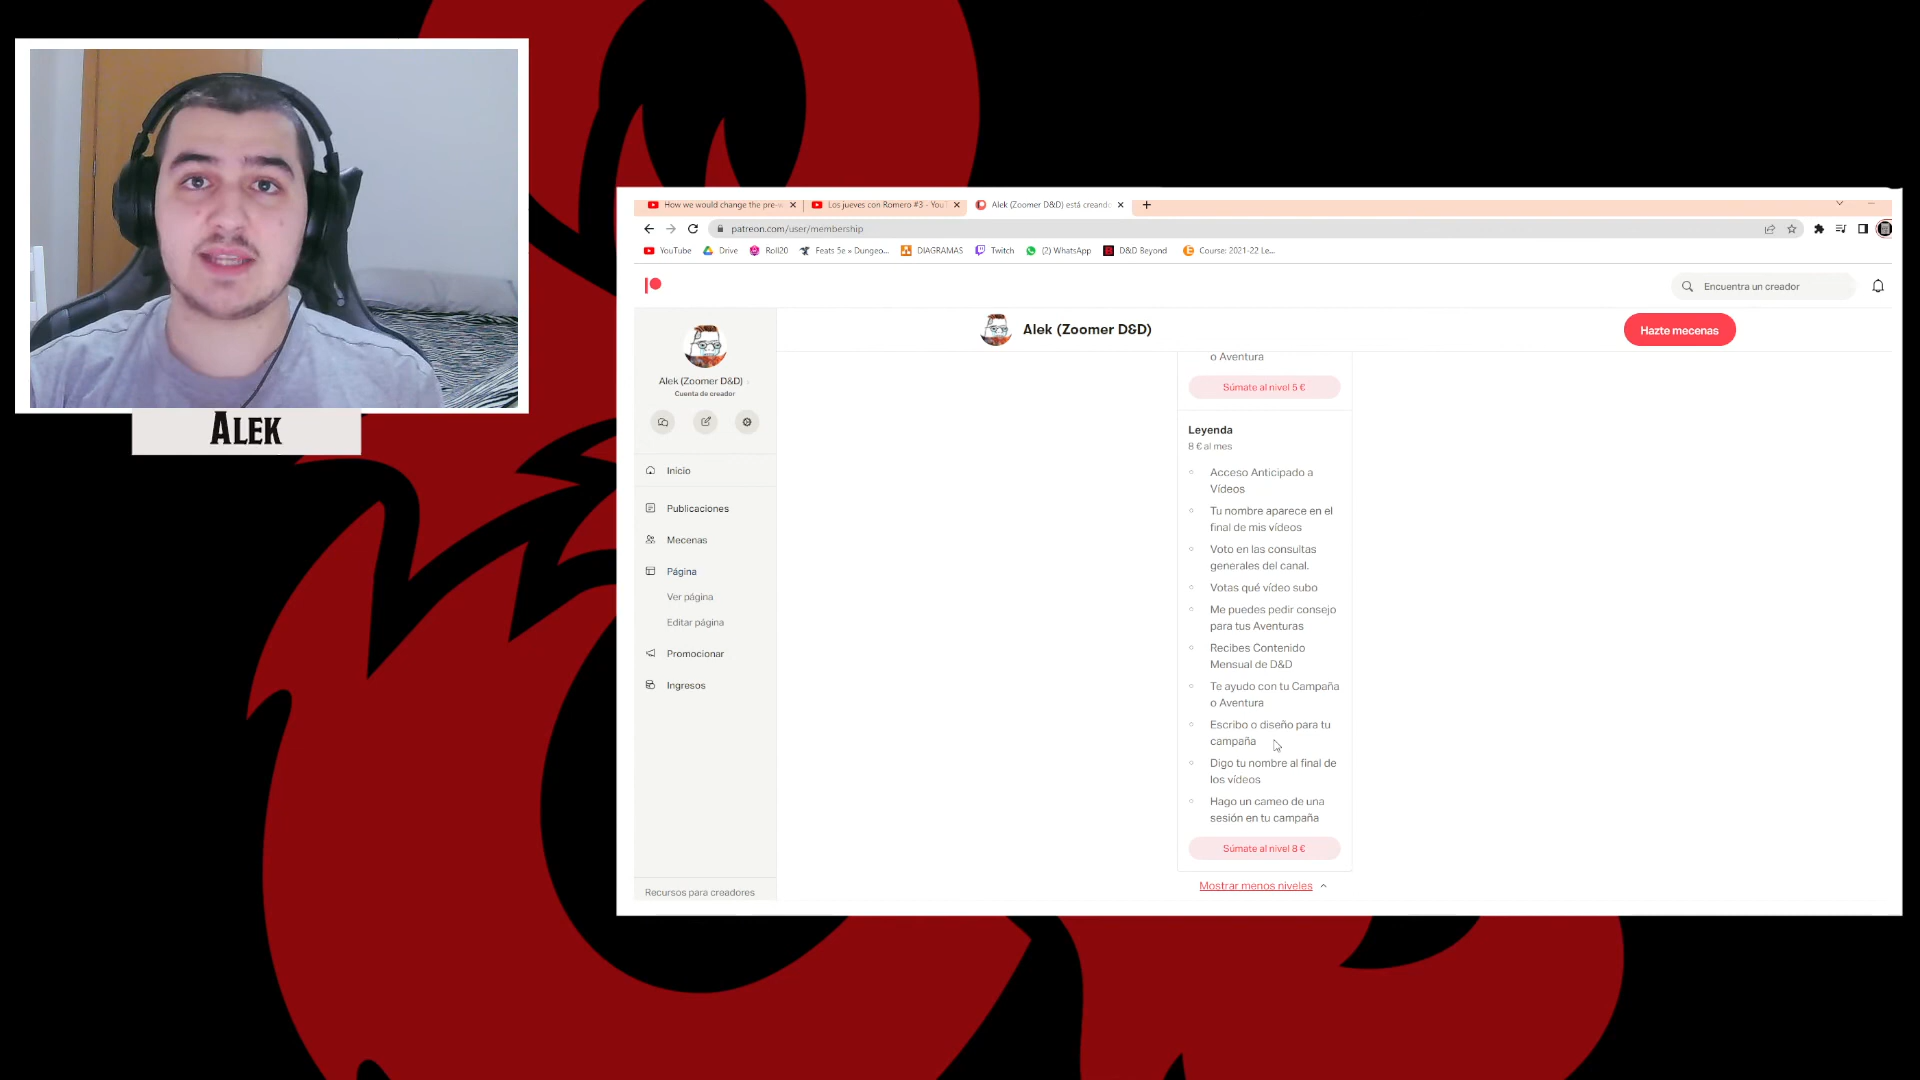 ALEK
How we would change the pre-
Los jueves con Romero #3 - You
Alek (Zoomer D&D) está creando
patreon.com/user/membership
YouTube
Drive
Roll20
Feats 5e » Dungeo...
DIAGRAMAS
Twitch
(2) WhatsApp
D&D Beyond
Course: 2021-22 Le...
Encuentra un creador
Alek (Zoomer D&D)
Hazte mecenas
Alek (Zoomer D&D)
Cuenta de creador
Inicio
Publicaciones
Mecenas
Página
Ver página
Editar página
Promocionar
Ingresos
Recursos para creadores
o Aventura
Súmate al nivel 5 €
Leyenda
8 € al mes
Acceso Anticipado a
Vídeos
Tu nombre aparece en el
final de mis vídeos
Voto en las consultas
generales del canal.
Votas qué vídeo subo
Me puedes pedir consejo
para tus Aventuras
Recibes Contenido
Mensual de D&D
Te ayudo con tu Campaña
o Aventura
Escribo o diseño para tu
campaña
Digo tu nombre al final de
los vídeos
Hago un cameo de una
sesión en tu campaña
Súmate al nivel 8 €
Mostrar menos niveles